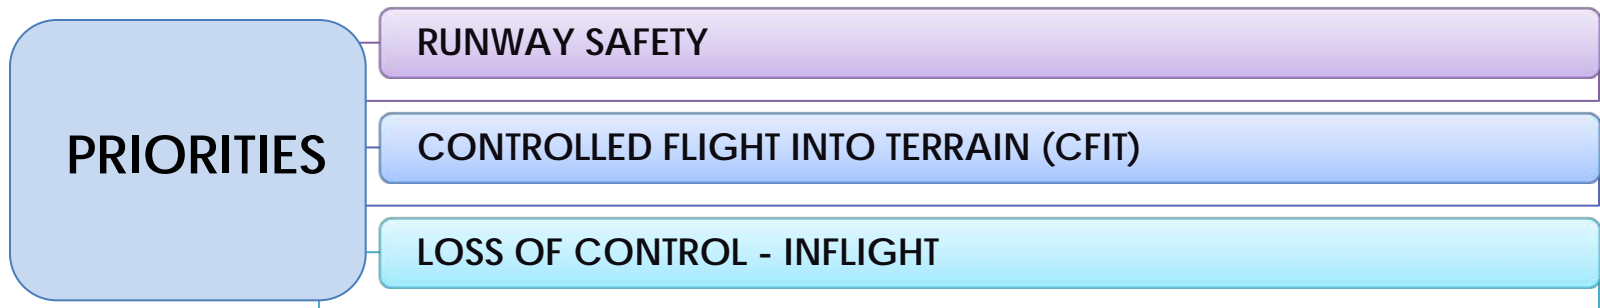 PRIORITIES
RUNWAY SAFETY
CONTROLLED FLIGHT INTO TERRAIN (CFIT)
LOSS OF CONTROL - INFLIGHT